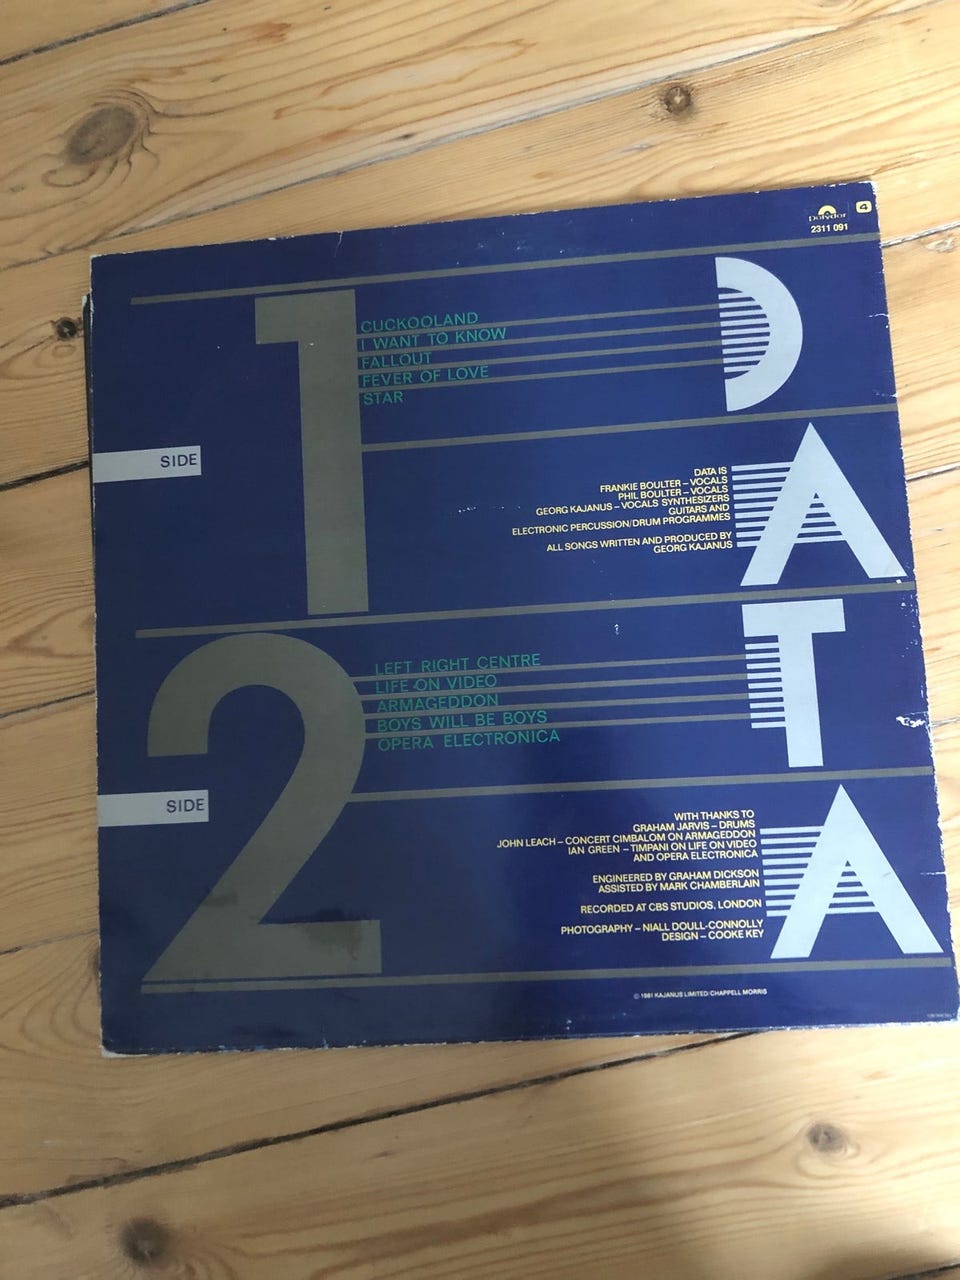 Polydor
4
2311 091
1
CUCKOOLAND
I WANT TO KNOW
FALLOUT
FEVER OF LOVE
STAR
SIDE
DATA
DATA IS
FRANKIE BOULTER – VOCALS
PHIL BOULTER – VOCALS
GEORG KAJANUS – VOCALS SYNTHESIZERS
GUITARS AND
ELECTRONIC PERCUSSION/DRUM PROGRAMMES
ALL SONGS WRITTEN AND PRODUCED BY
GEORG KAJANUS
2
LEFT RIGHT CENTRE
LIFE ON VIDEO
ARMAGEDDON
BOYS WILL BE BOYS
OPERA ELECTRONICA
SIDE
WITH THANKS TO
GRAHAM JARVIS – DRUMS
JOHN LEACH – CONCERT CIMBALOM ON ARMAGEDDON
IAN GREEN – TIMPANI ON LIFE ON VIDEO
AND OPERA ELECTRONICA
ENGINEERED BY GRAHAM DICKSON
ASSISTED BY MARK CHAMBERLAIN
RECORDED AT CBS STUDIOS, LONDON
PHOTOGRAPHY – NIALL DOULL-CONNOLLY
DESIGN – COOKE KEY
© 1981 KAJANUS LIMITED/CHAPPELL MORRIS